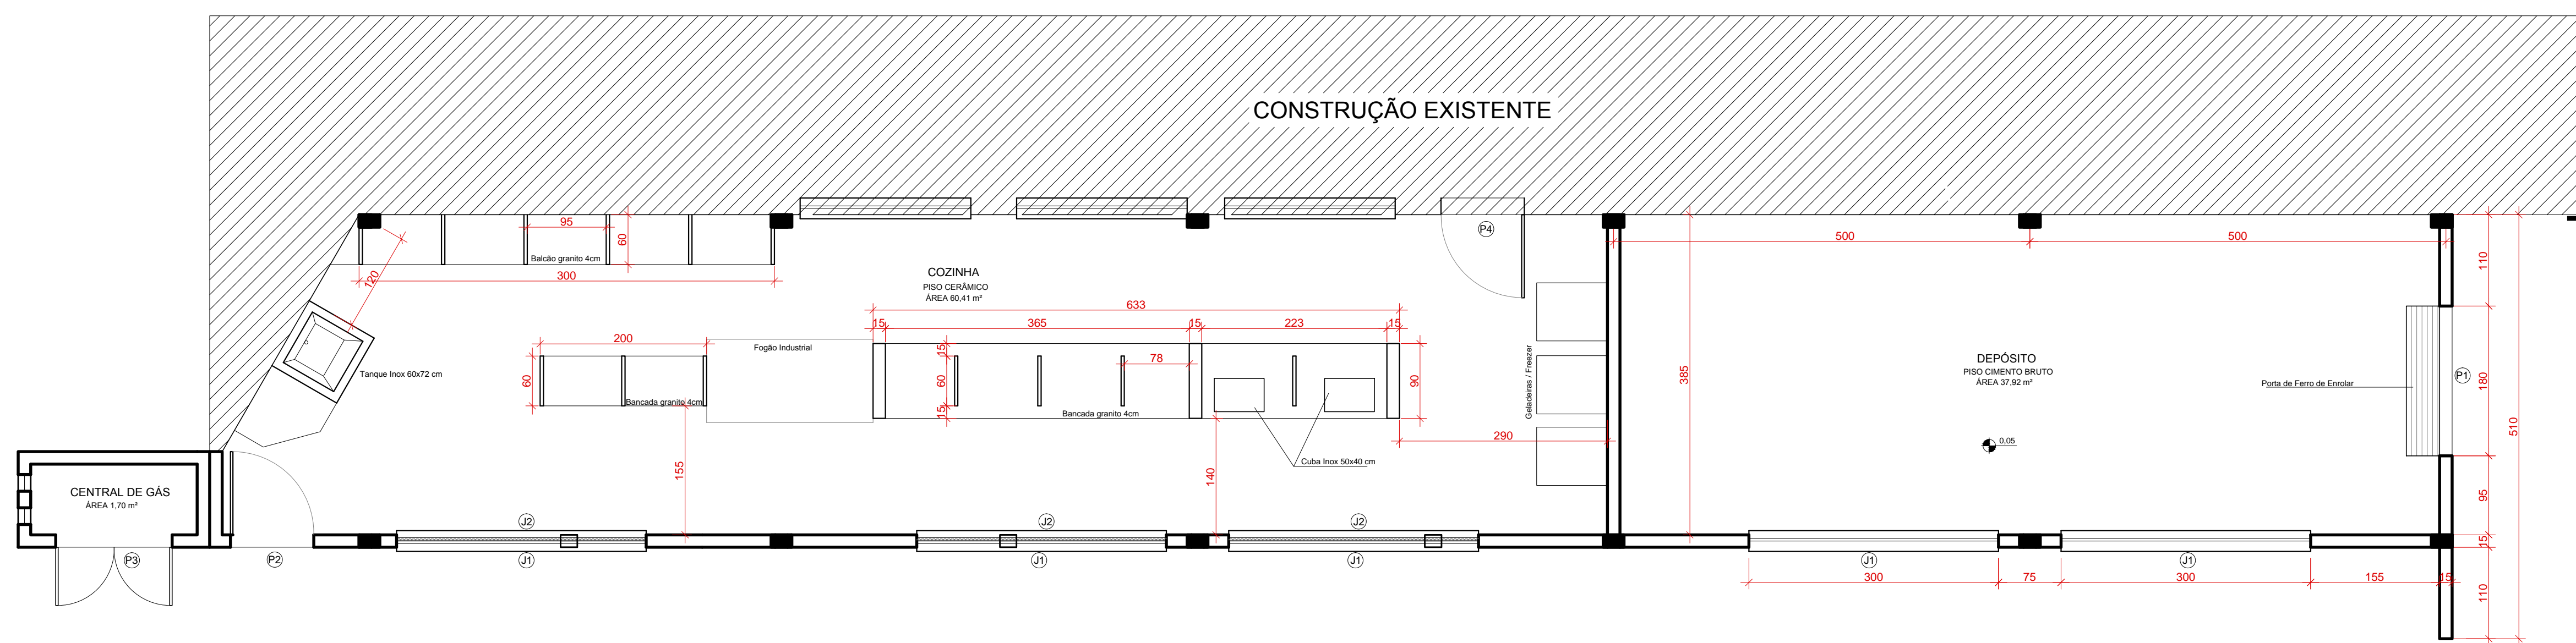 CONSTRUÇÃO EXISTENTE
95
60
Balcão granito 4cm
300
120
Tanque Inox 60x72 cm
COZINHA
PISO CERÂMICO
ÁREA 60,41 m²
633
15
365
15
223
15
200
60
Bancada granito 4cm
Fogão Industrial
15
60
15
78
90
Bancada granito 4cm
Cuba Inox 50x40 cm
155
140
290
Geladeiras / Freezer
P4
500
500
385
DEPÓSITO
PISO CIMENTO BRUTO
ÁREA 37,92 m²
0,05
Porta de Ferro de Enrolar
P1
110
180
95
15
110
510
CENTRAL DE GÁS
ÁREA 1,70 m²
P3
P2
J2
J1
J2
J1
J2
J1
J1
J1
300
75
300
155
15